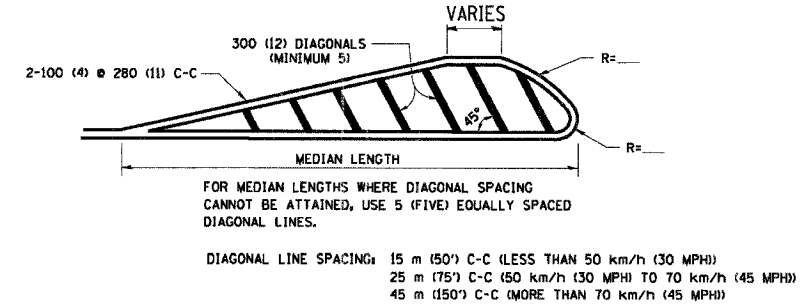 VARIES
300 (12) DIAGONALS
(MINIMUM 5)
2-100 (4) @ 280 (11) C-C
R=___
45°
R=___
MEDIAN LENGTH
FOR MEDIAN LENGTHS WHERE DIAGONAL SPACING
CANNOT BE ATTAINED, USE 5 (FIVE) EQUALLY SPACED
DIAGONAL LINES.
DIAGONAL LINE SPACING: 15 m (50') C-C (LESS THAN 50 km/h (30 MPH))
25 m (75') C-C (50 km/h (30 MPH) TO 70 km/h (45 MPH))
45 m (150') C-C (MORE THAN 70 km/h (45 MPH))